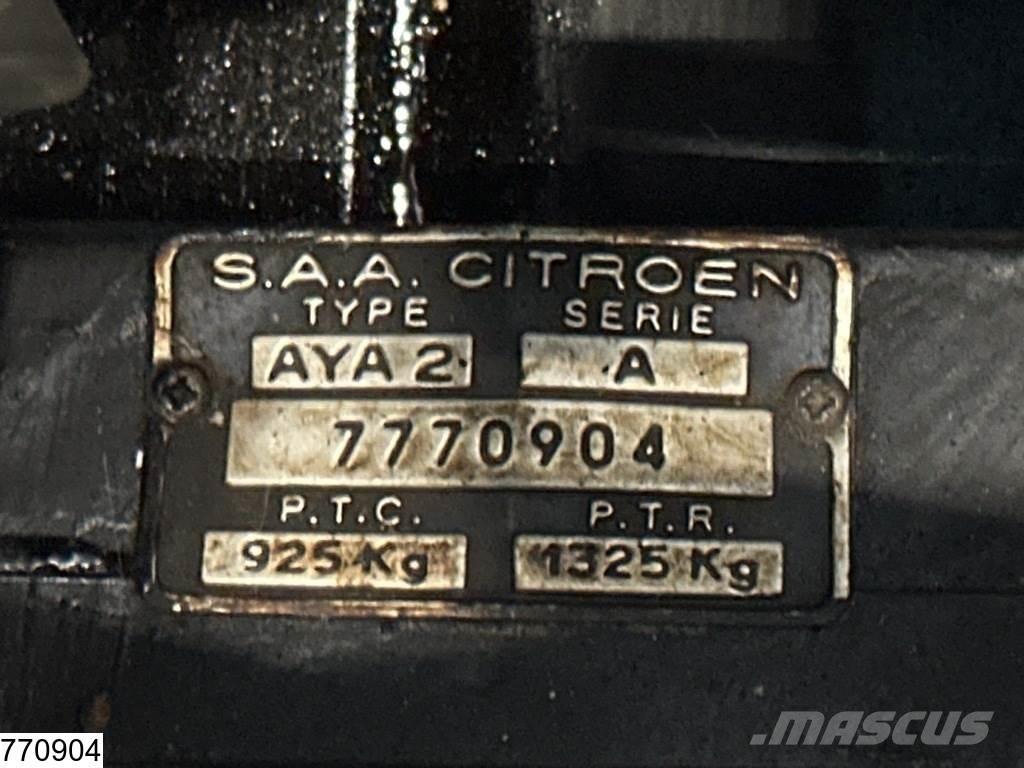 S.A.A. CITROEN
TYPE SERIE
AYA 2 A
7770904
P.T.C. P.T.R.
925 Kg 1325 Kg
MASCUS
770904